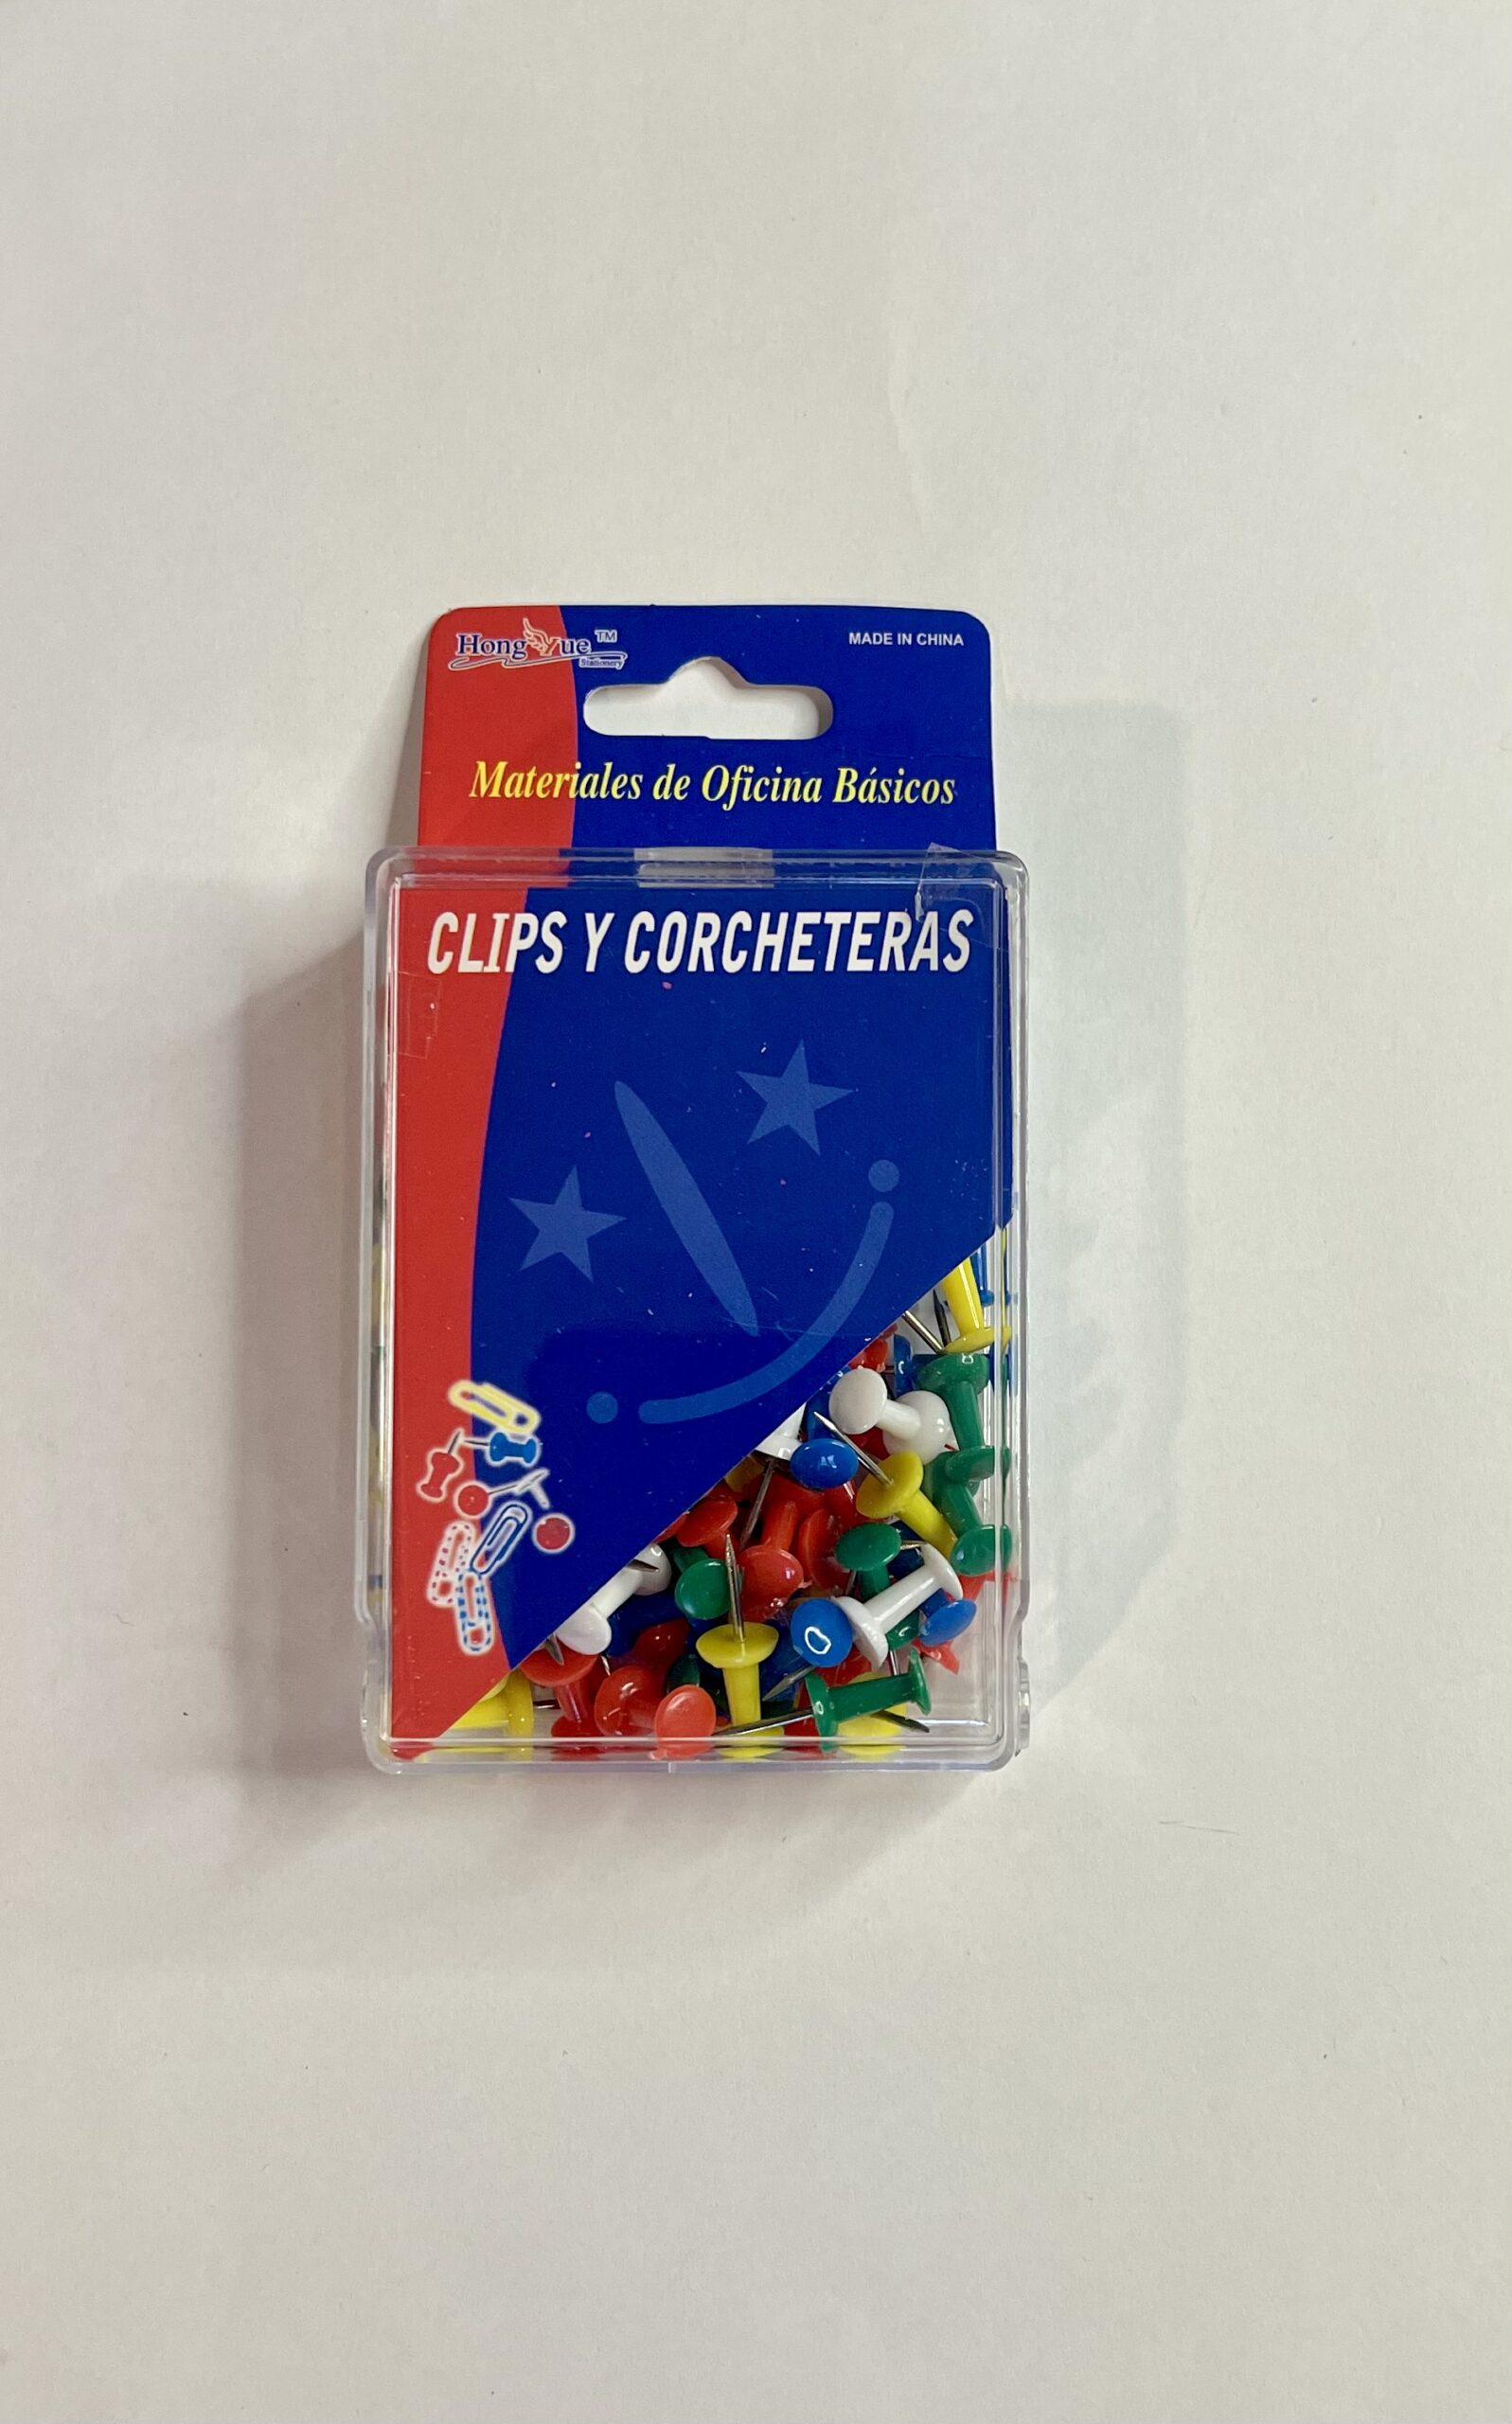 HongYue™
Stationery
MADE IN CHINA
Materiales de Oficina Básicos
CLIPS Y CORCHETERAS